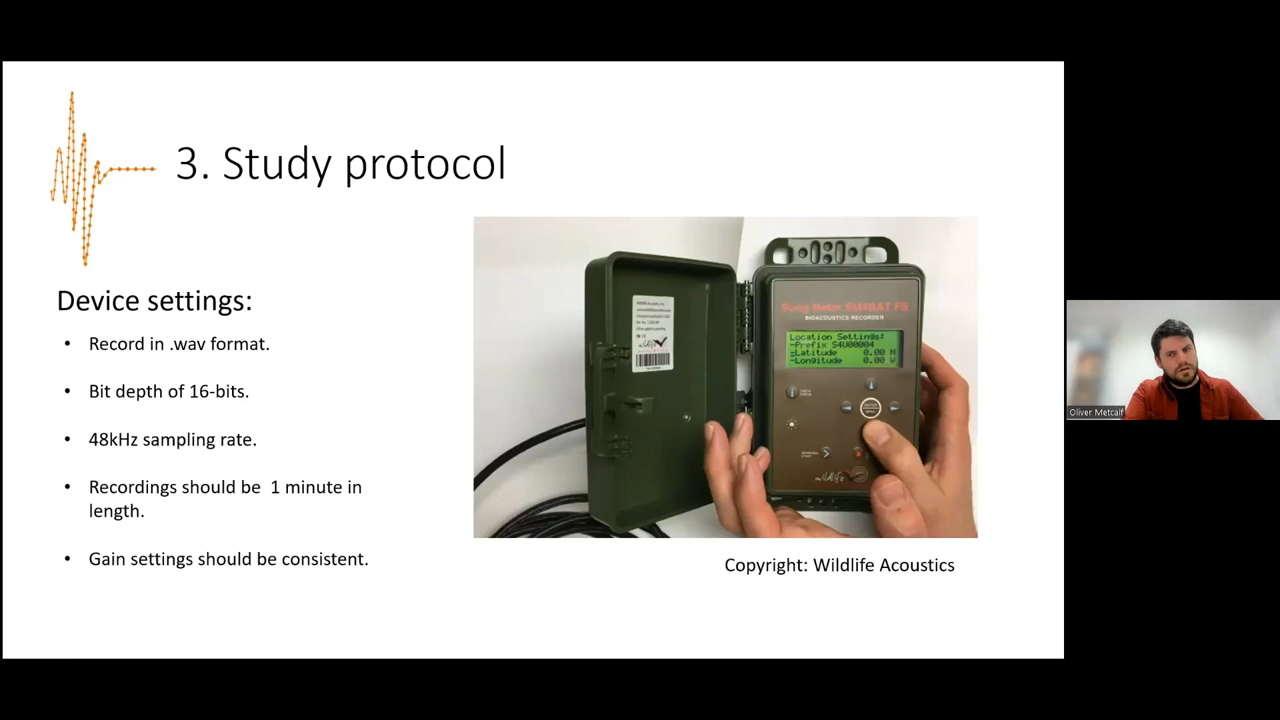 3. Study protocol
Device settings:
• Record in .wav format.
• Bit depth of 16-bits.
• 48kHz sampling rate.
• Recordings should be 1 minute in
length.
• Gain settings should be consistent.
Song Meter SM4BAT FS
BIOACOUSTICS RECORDER
Location Settings:
-Prefix S4U00004
-Latitude 0.00 N
-Longitude 0.00 W
wildlife
Copyright: Wildlife Acoustics
Oliver Metcalf